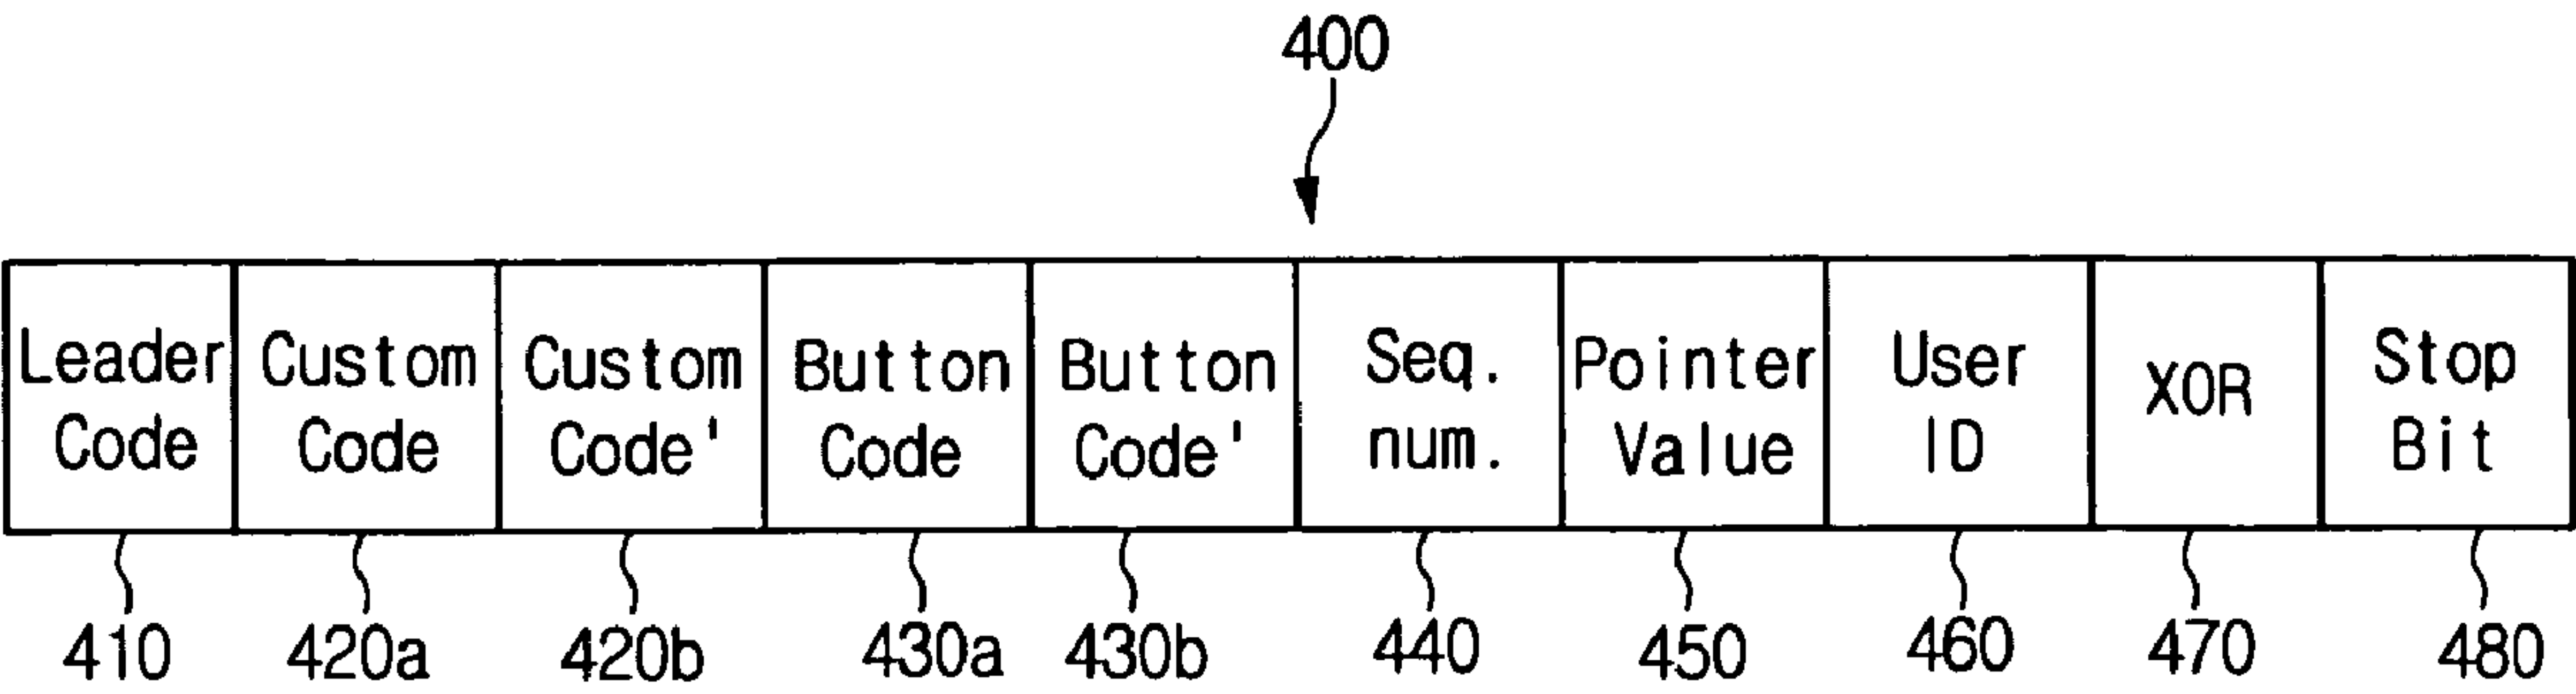 400
Leader Code
Custom Code
Custom Code'
Button Code
Button Code'
Seq. num.
Pointer Value
User ID
XOR
Stop Bit
410 420a 420b 430a 430b 440 450 460 470 480